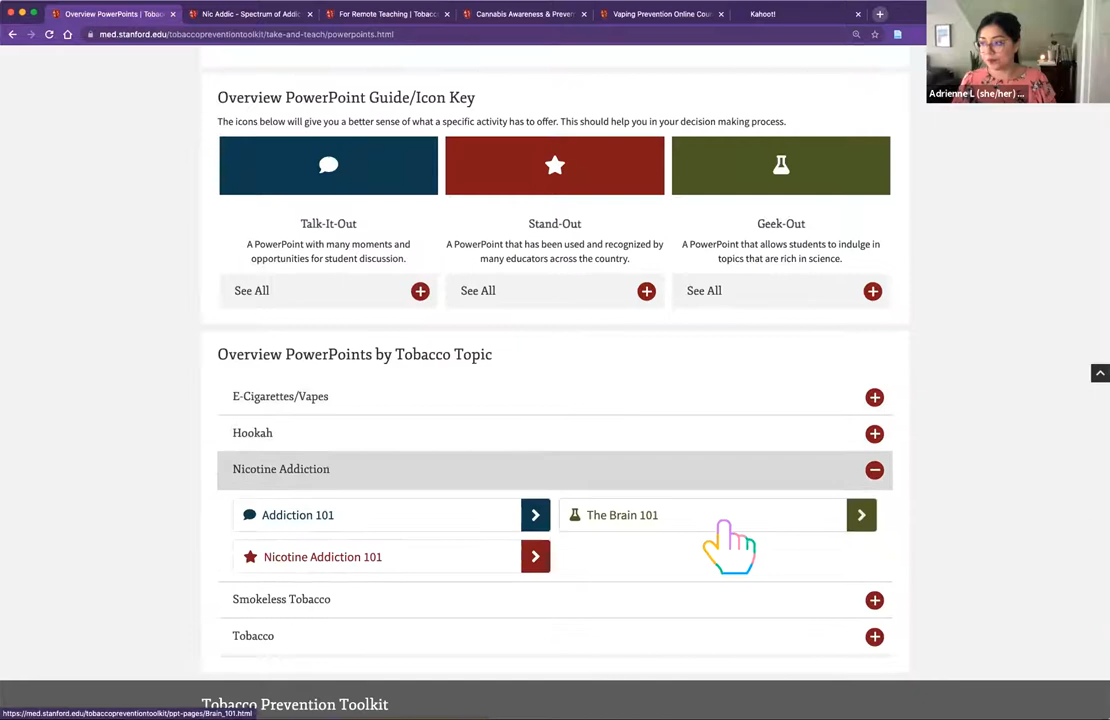 Overview PowerPoints | Tobac
Nic Addic - Spectrum of Addic
For Remote Teaching | Tobacc
Cannabis Awareness & Preven
Vaping Prevention Online Cour
Kahoot!
med.stanford.edu/tobaccopreventiontoolkit/take-and-teach/powerpoints.html
Adrienne L (she/her) ...
Overview PowerPoint Guide/Icon Key
The icons below will give you a better sense of what a specific activity has to offer. This should help you in your decision making process.
Talk-It-Out
A PowerPoint with many moments and
opportunities for student discussion.
See All
Stand-Out
A PowerPoint that has been used and recognized by
many educators across the country.
See All
Geek-Out
A PowerPoint that allows students to indulge in
topics that are rich in science.
See All
Overview PowerPoints by Tobacco Topic
E-Cigarettes/Vapes
Hookah
Nicotine Addiction
Addiction 101
The Brain 101
Nicotine Addiction 101
Smokeless Tobacco
Tobacco
Tobacco Prevention Toolkit
https://med.stanford.edu/tobaccopreventiontoolkit/ppt-pages/Brain_101.html